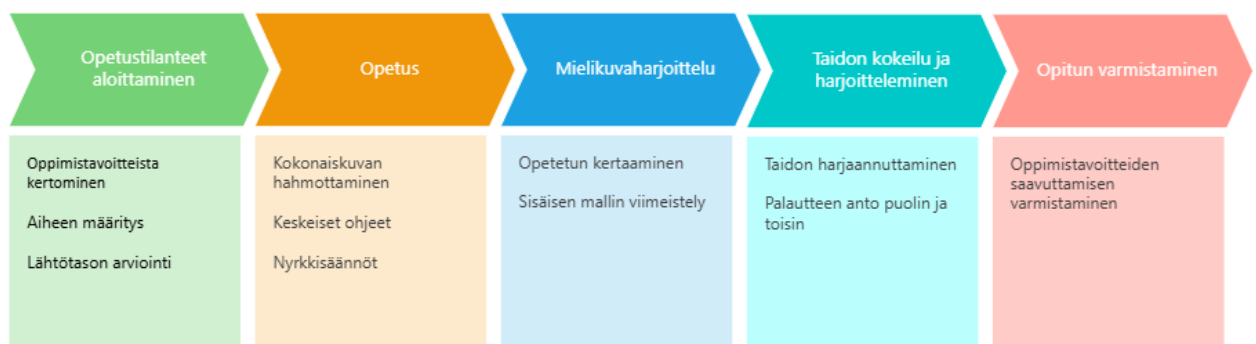 Opetustilanteet
aloittaminen
Opetus
Mielikuvaharjoittelu
Taidon kokeilu ja
harjoitteleminen
Opitun varmistaminen
Oppimistavoitteista
kertominen
Aiheen määritys
Lähtötason arviointi
Kokonaiskuvan
hahmottaminen
Keskeiset ohjeet
Nyrkkisäännöt
Opetetun kertaaminen
Sisäisen mallin viimeistely
Taidon harjaannuttaminen
Palautteen anto puolin ja
toisin
Oppimistavoitteiden
saavuttamisen
varmistaminen